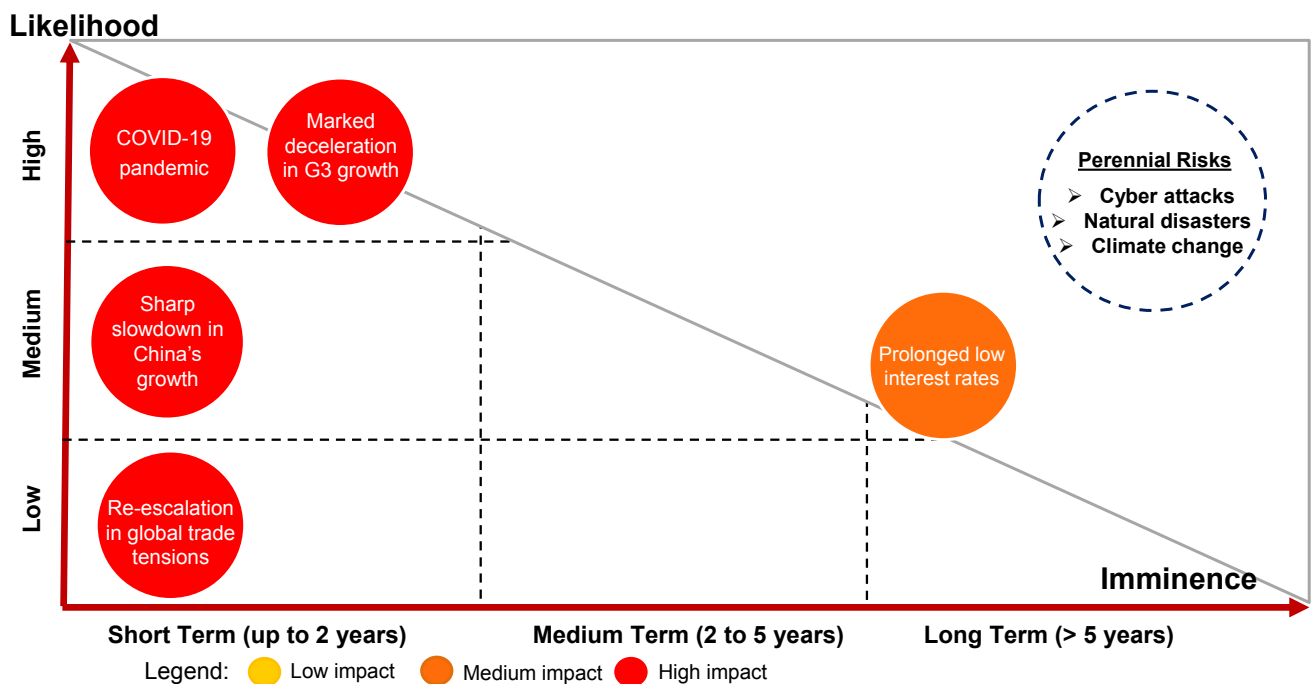 Likelihood
High
COVID-19
pandemic
Marked
deceleration
in G3 growth
Perennial Risks
➢ Cyber attacks
➢ Natural disasters
➢ Climate change
Medium
Sharp
slowdown in
China’s
growth
Prolonged low
interest rates
Low
Re-escalation
in global trade
tensions
Imminence
Short Term (up to 2 years)
Medium Term (2 to 5 years)
Long Term (> 5 years)
Legend:
Low impact
Medium impact
High impact